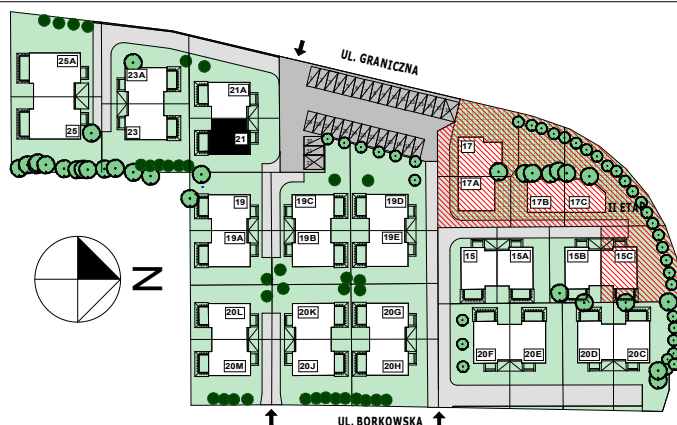 UL. GRANICZNA
25A
23A
21A
25
23
21
17
17A
17B
17C
II ETA
19
19C
19D
19A
19B
19E
15
15A
15B
15C
N
20L
20K
20G
20M
20J
20H
20F
20E
20D
20C
UL. BORKOWSKA